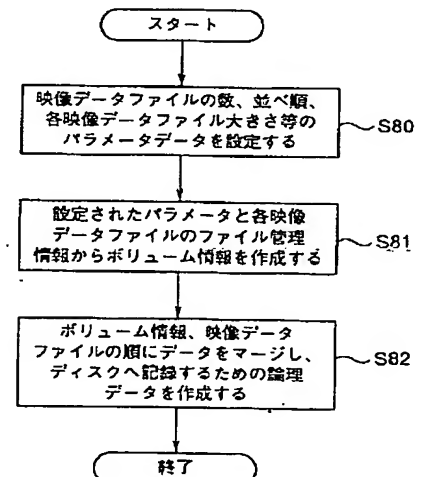 スタート
映像データファイルの数、並べ順、
各映像データファイル大きさ等の
パラメータデータを設定する
S80
設定されたパラメータと各映像
データファイルのファイル管理
情報からボリューム情報を作成する
S81
ボリューム情報、映像データ
ファイルの順にデータをマージし、
ディスクへ記録するための論理
データを作成する
S82
終了